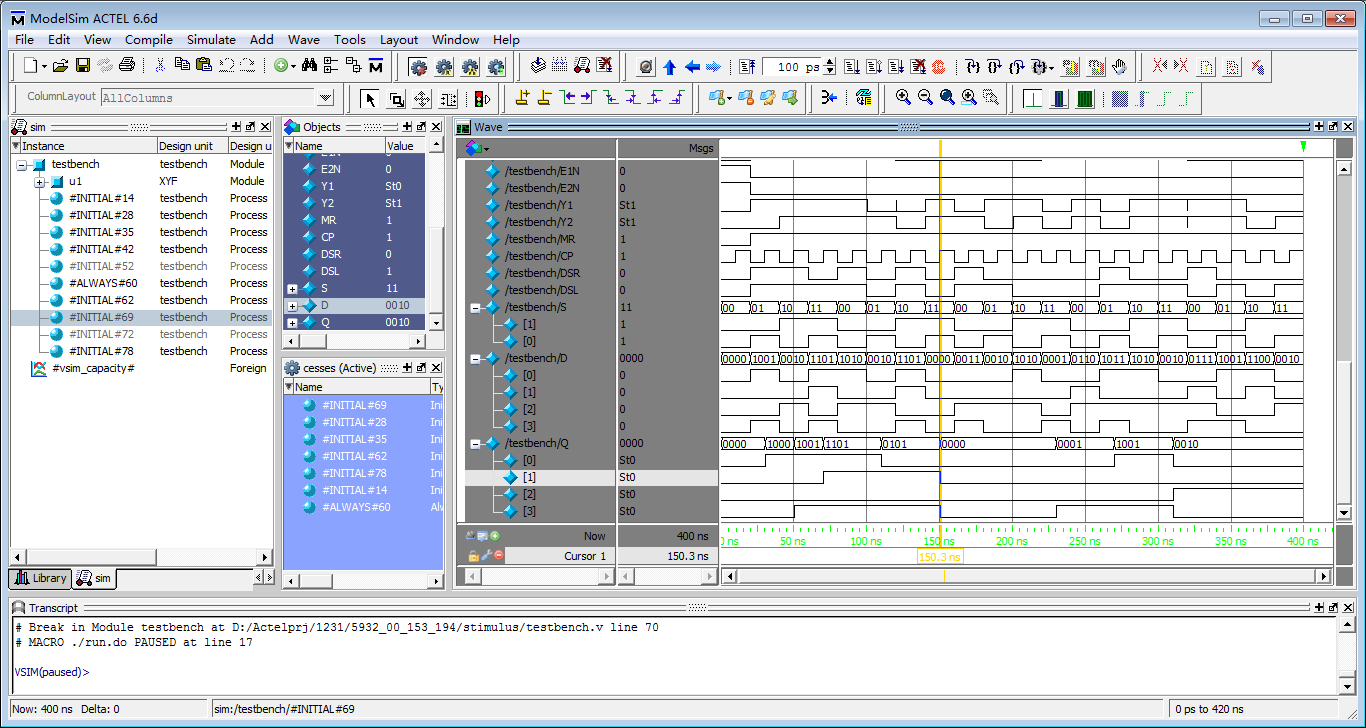 ModelSim ACTEL 6.6d
File Edit View Compile Simulate Add Wave Tools Layout Window Help
100 ps
ColumnLayout AllColumns
sim
Instance Design unit Design u
testbench testbench Module
u1 XYF Module
#INITIAL#14 testbench Process
#INITIAL#28 testbench Process
#INITIAL#35 testbench Process
#INITIAL#42 testbench Process
#INITIAL#52 testbench Process
#ALWAYS#60 testbench Process
#INITIAL#62 testbench Process
#INITIAL#69 testbench Process
#INITIAL#72 testbench Process
#INITIAL#78 testbench Process
#vsim_capacity# Foreign
Library sim
Objects
Name Value
E1N 0
E2N 0
Y1 St0
Y2 St1
MR 1
CP 1
DSR 0
DSL 1
S 11
D 0010
Q 0010
cesses (Active)
Name Ty
#INITIAL#69 Ini
#INITIAL#28 Ini
#INITIAL#35 Ini
#INITIAL#62 Ini
#INITIAL#78 Ini
#INITIAL#14 Ini
#ALWAYS#60 Alw
Wave
Msgs
/testbench/E1N 0
/testbench/E2N 0
/testbench/Y1 St1
/testbench/Y2 St1
/testbench/MR 1
/testbench/CP 1
/testbench/DSR 0
/testbench/DSL 0
/testbench/S 11 00 01 10 11 00 01 10 11 00 01 10 11 00 01 10 11 00 01 10 11
[1] 1
[0] 1
/testbench/D 0000 0000 1001 0010 1101 1010 0010 1101 0000 0011 0010 1010 0001 0110 1011 1010 0010 1001 1100 0010
[0] 0
[1] 0
[2] 0
[3] 0
/testbench/Q 0000 0000 1000 1001 1101 0101 0000 0001 1001 0010
[0] St0
[1] St0
[2] St0
[3] St0
Now 400 ns 0 ns 50 ns 100 ns 150 ns 200 ns 250 ns 300 ns 350 ns 400 ns
Cursor 1 150.3 ns 150.3 ns
Transcript
# Break in Module testbench at D:/Actelprj/1231/5932_00_153_194/stimulus/testbench.v line 70
# MACRO ./run.do PAUSED at line 17
VSIM(paused)>
Now: 400 ns Delta: 0 sim:/testbench/#INITIAL#69 0 ps to 420 ns